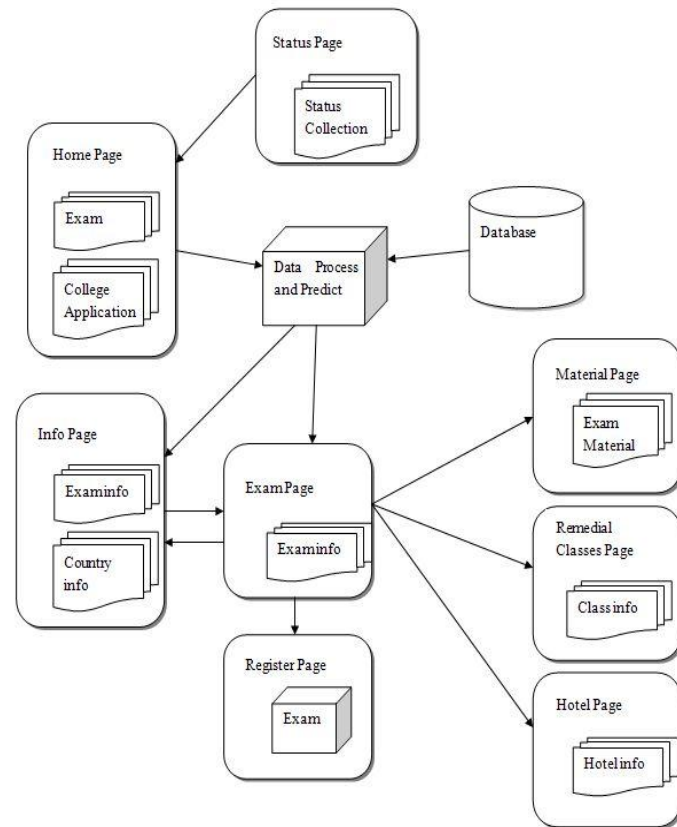 Status Page
Status
Collection
Home Page
Exam
College
Application
Data Process
and Predict
Database
Material Page
Exam
Material
Info Page
Examinfo
Country
info
Exam Page
Examinfo
Remedial
Classes Page
Classinfo
Register Page
Exam
Hotel Page
Hotelinfo